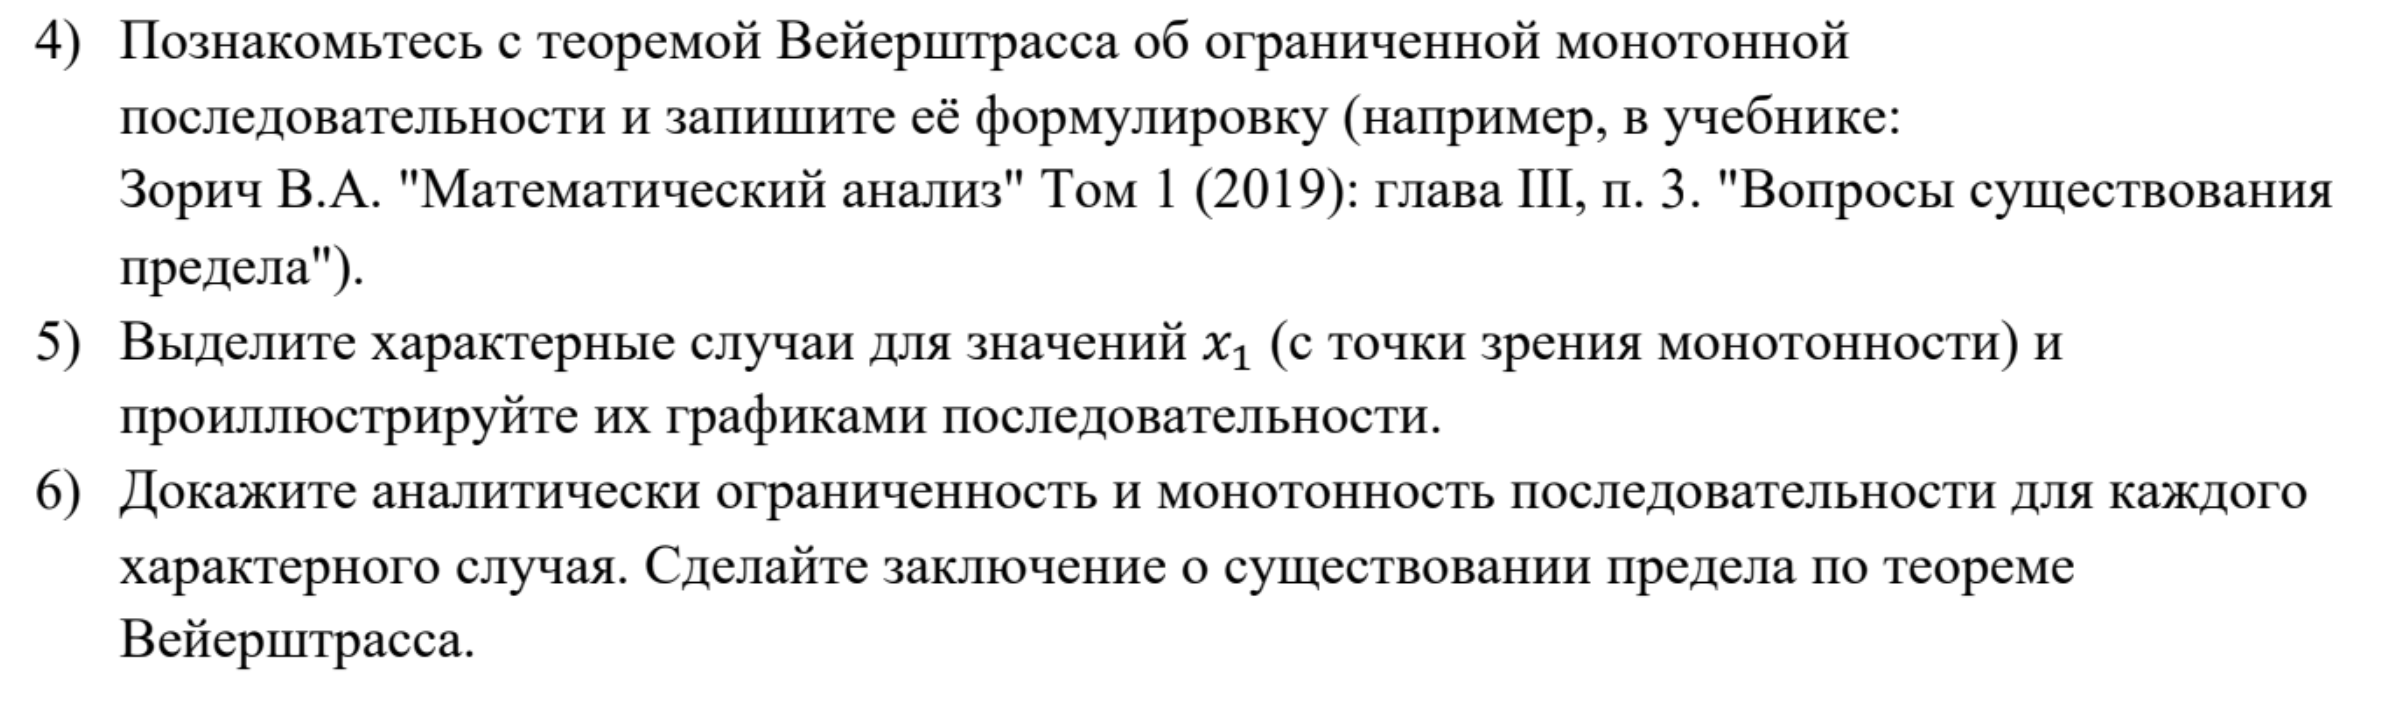 4) Познакомьтесь с теоремой Вейерштрасса об ограниченной монотонной
последовательности и запишите её формулировку (например, в учебнике:
Зорич В.А. "Математический анализ" Том 1 (2019): глава III, п. 3. "Вопросы существования
предела").
5) Выделите характерные случаи для значений x₁ (с точки зрения монотонности) и
проиллюстрируйте их графиками последовательности.
6) Докажите аналитически ограниченность и монотонность последовательности для каждого
характерного случая. Сделайте заключение о существовании предела по теореме
Вейерштрасса.